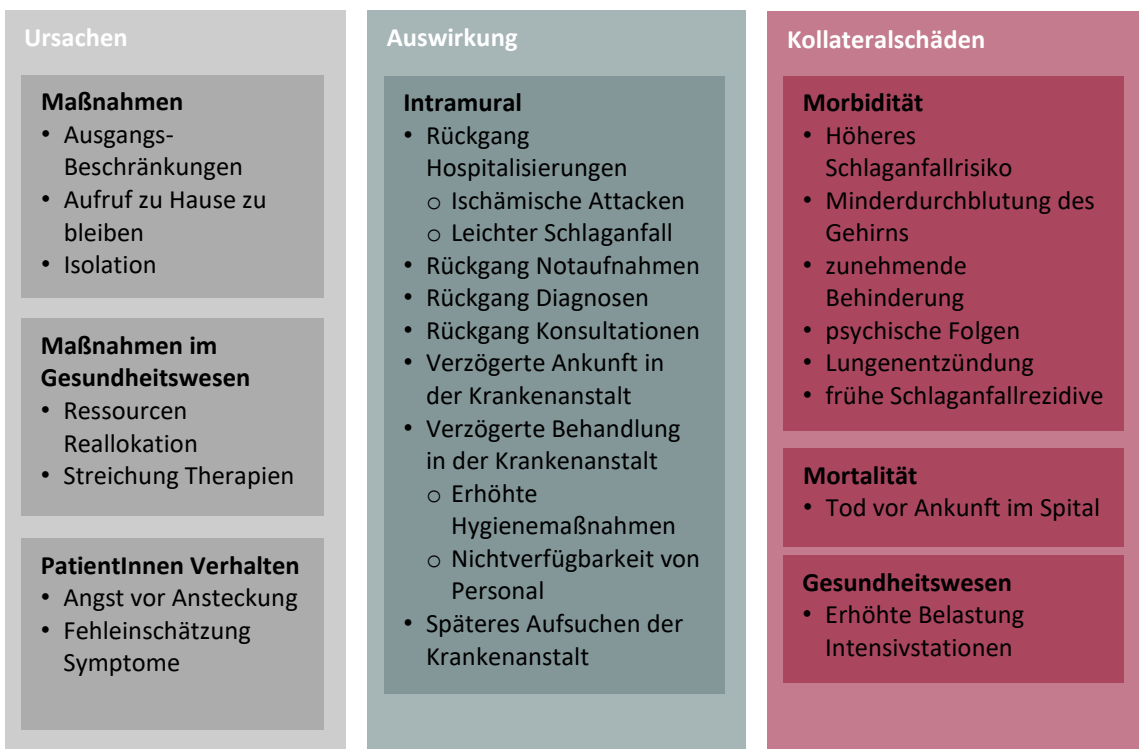 Ursachen
Maßnahmen
• Ausgangs-
Beschränkungen
• Aufruf zu Hause zu
bleiben
• Isolation
Maßnahmen im
Gesundheitswesen
• Ressourcen
Reallokation
• Streichung Therapien
PatientInnen Verhalten
• Angst vor Ansteckung
• Fehleinschätzung
Symptome
Auswirkung
Intramural
• Rückgang
Hospitalisierungen
o Ischämische Attacken
o Leichter Schlaganfall
• Rückgang Notaufnahmen
• Rückgang Diagnosen
• Rückgang Konsultationen
• Verzögerte Ankunft in
der Krankenanstalt
• Verzögerte Behandlung
in der Krankenanstalt
o Erhöhte
Hygienemaßnahmen
o Nichtverfügbarkeit von
Personal
• Späteres Aufsuchen der
Krankenanstalt
Kollateralschäden
Morbidität
• Höheres
Schlaganfallrisiko
• Minderdurchblutung des
Gehirns
• zunehmende
Behinderung
• psychische Folgen
• Lungenentzündung
• frühe Schlaganfallrezidive
Mortalität
• Tod vor Ankunft im Spital
Gesundheitswesen
• Erhöhte Belastung
Intensivstationen